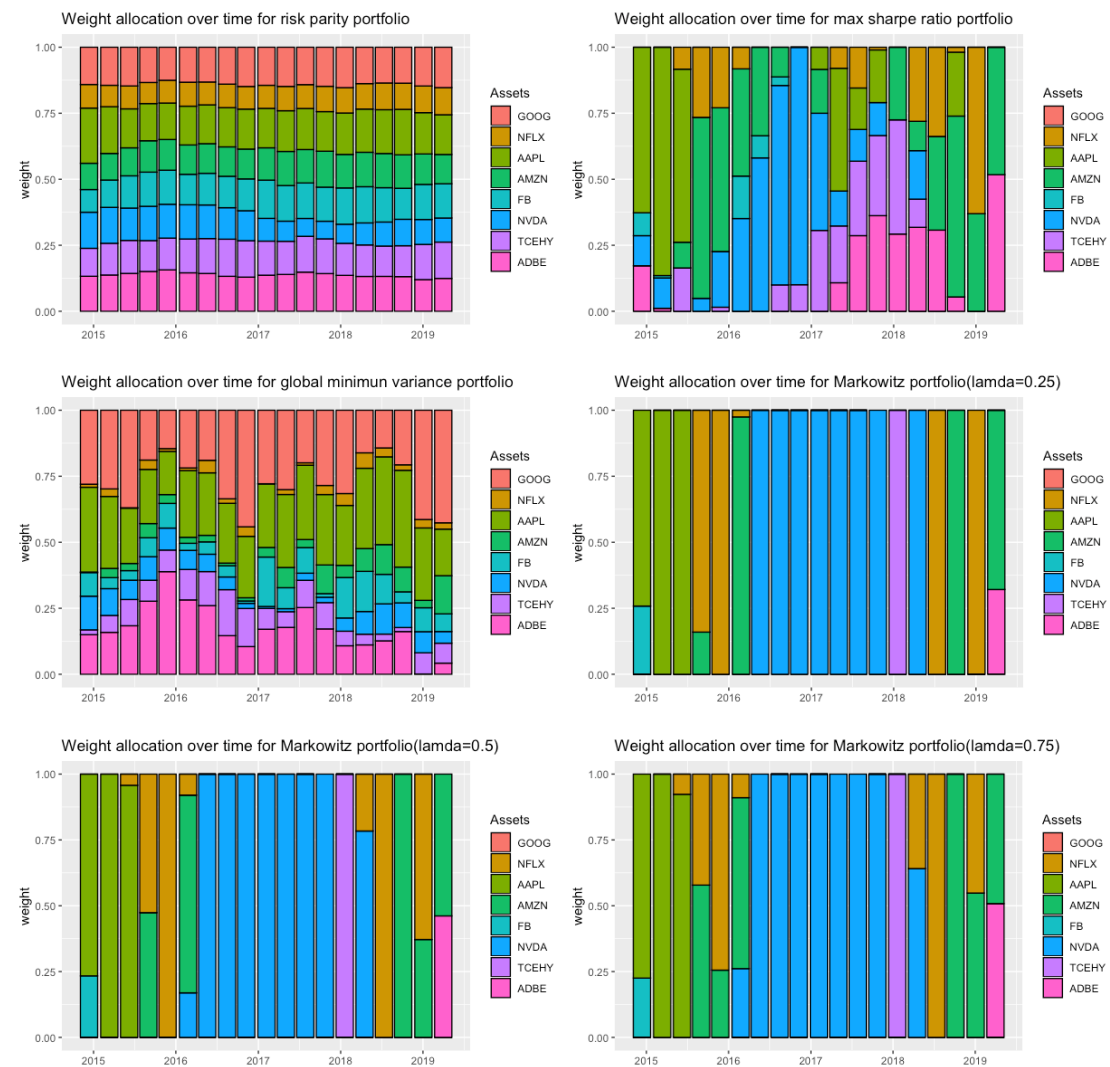 Weight allocation over time for risk parity portfolio
1.00
0.75
0.50
0.25
0.00
weight
2015 2016 2017 2018 2019
Assets
GOOG
NFLX
AAPL
AMZN
FB
NVDA
TCEHY
ADBE
Weight allocation over time for max sharpe ratio portfolio
1.00
0.75
0.50
0.25
0.00
weight
2015 2016 2017 2018 2019
Assets
GOOG
NFLX
AAPL
AMZN
FB
NVDA
TCEHY
ADBE
Weight allocation over time for global minimun variance portfolio
1.00
0.75
0.50
0.25
0.00
weight
2015 2016 2017 2018 2019
Assets
GOOG
NFLX
AAPL
AMZN
FB
NVDA
TCEHY
ADBE
Weight allocation over time for Markowitz portfolio(lamda=0.25)
1.00
0.75
0.50
0.25
0.00
weight
2015 2016 2017 2018 2019
Assets
GOOG
NFLX
AAPL
AMZN
FB
NVDA
TCEHY
ADBE
Weight allocation over time for Markowitz portfolio(lamda=0.5)
1.00
0.75
0.50
0.25
0.00
weight
2015 2016 2017 2018 2019
Assets
GOOG
NFLX
AAPL
AMZN
FB
NVDA
TCEHY
ADBE
Weight allocation over time for Markowitz portfolio(lamda=0.75)
1.00
0.75
0.50
0.25
0.00
weight
2015 2016 2017 2018 2019
Assets
GOOG
NFLX
AAPL
AMZN
FB
NVDA
TCEHY
ADBE